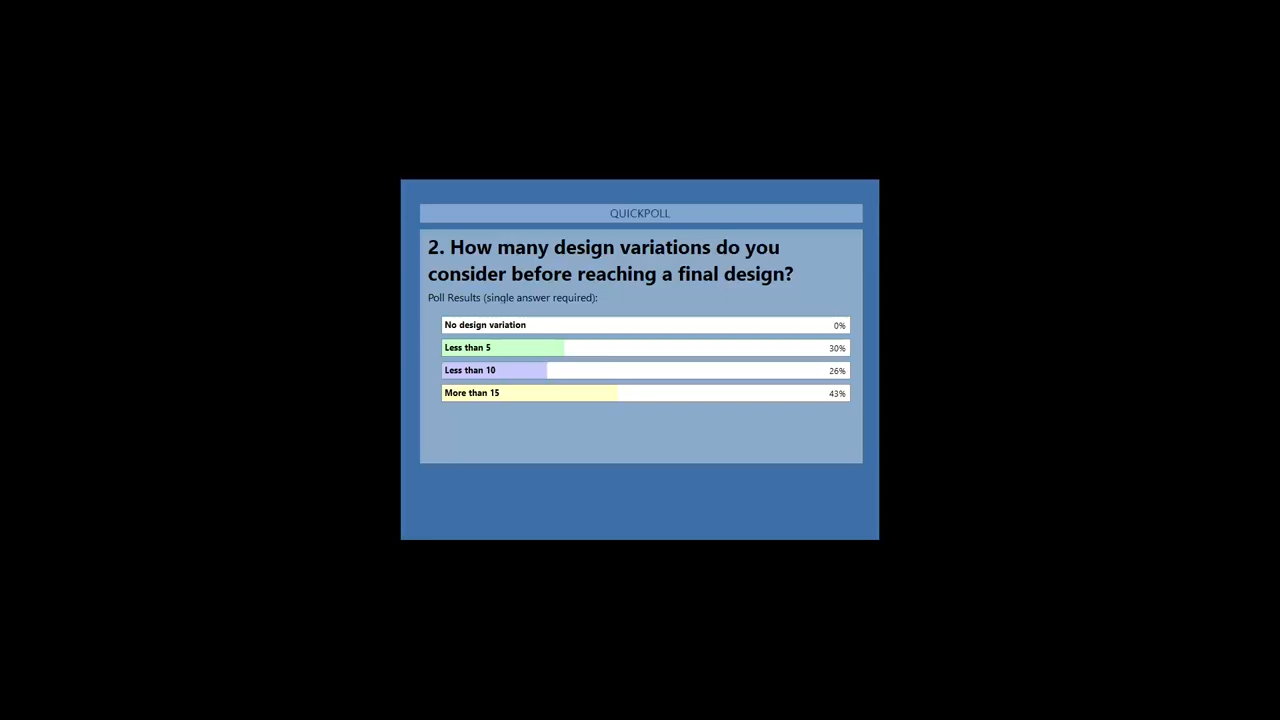 QUICKPOLL
2. How many design variations do you
consider before reaching a final design?
Poll Results (single answer required):
No design variation 0%
Less than 5 30%
Less than 10 26%
More than 15 43%